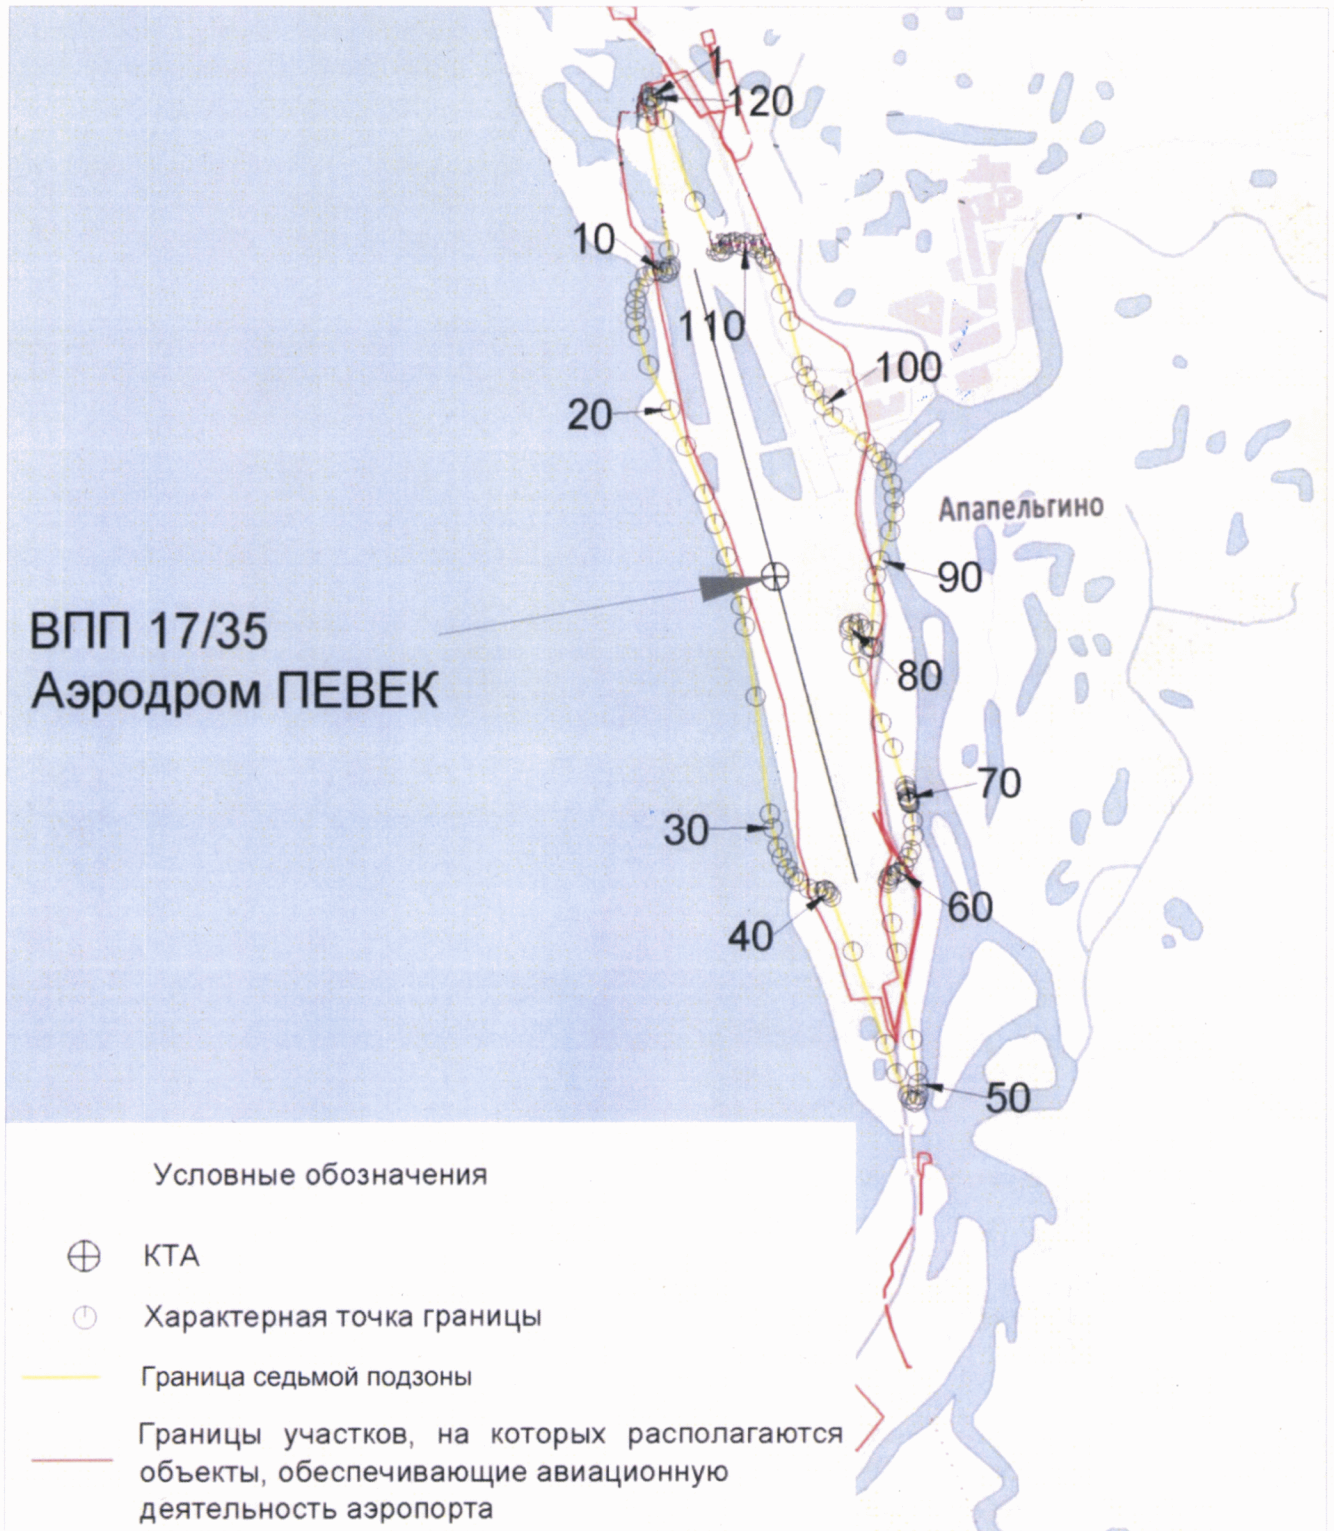 1
120
10
110
100
20
Апапельгино
90
ВПП 17/35
Аэродром ПЕВЕК
80
70
30
60
40
50
Условные обозначения
КТА
Характерная точка границы
Граница седьмой подзоны
Границы участков, на которых располагаются
объекты, обеспечивающие авиационную
деятельность аэропорта